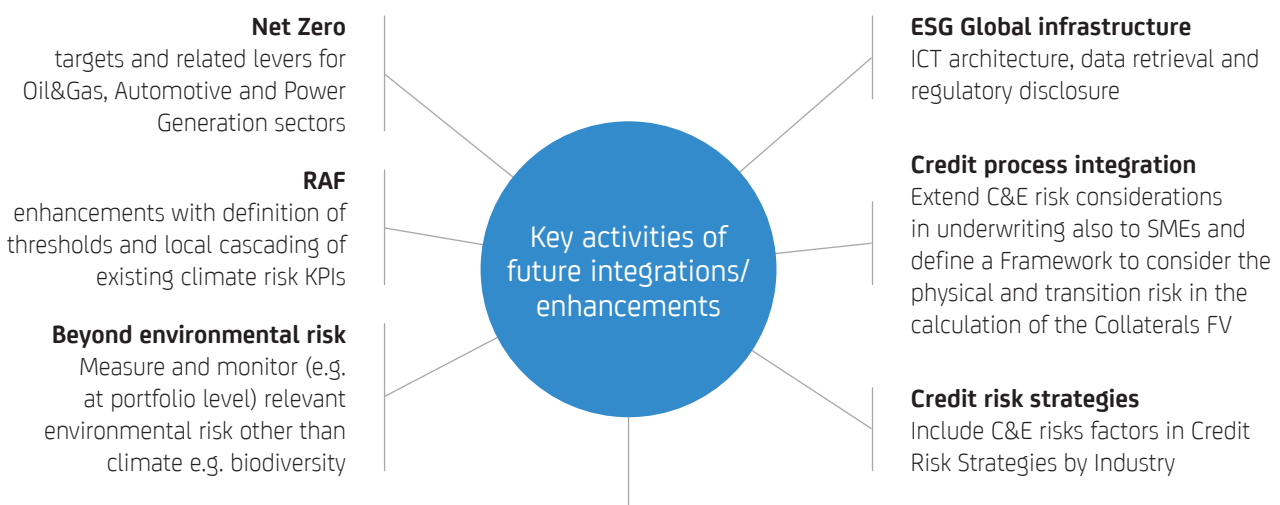 Net Zero
targets and related levers for
Oil&Gas, Automotive and Power
Generation sectors
RAF
enhancements with definition of
thresholds and local cascading of
existing climate risk KPIs
Beyond environmental risk
Measure and monitor (e.g.
at portfolio level) relevant
environmental risk other than
climate e.g. biodiversity
Key activities of
future integrations/
enhancements
ESG Global infrastructure
ICT architecture, data retrieval and
regulatory disclosure
Credit process integration
Extend C&E risk considerations
in underwriting also to SMEs and
define a Framework to consider the
physical and transition risk in the
calculation of the Collaterals FV
Credit risk strategies
Include C&E risks factors in Credit
Risk Strategies by Industry